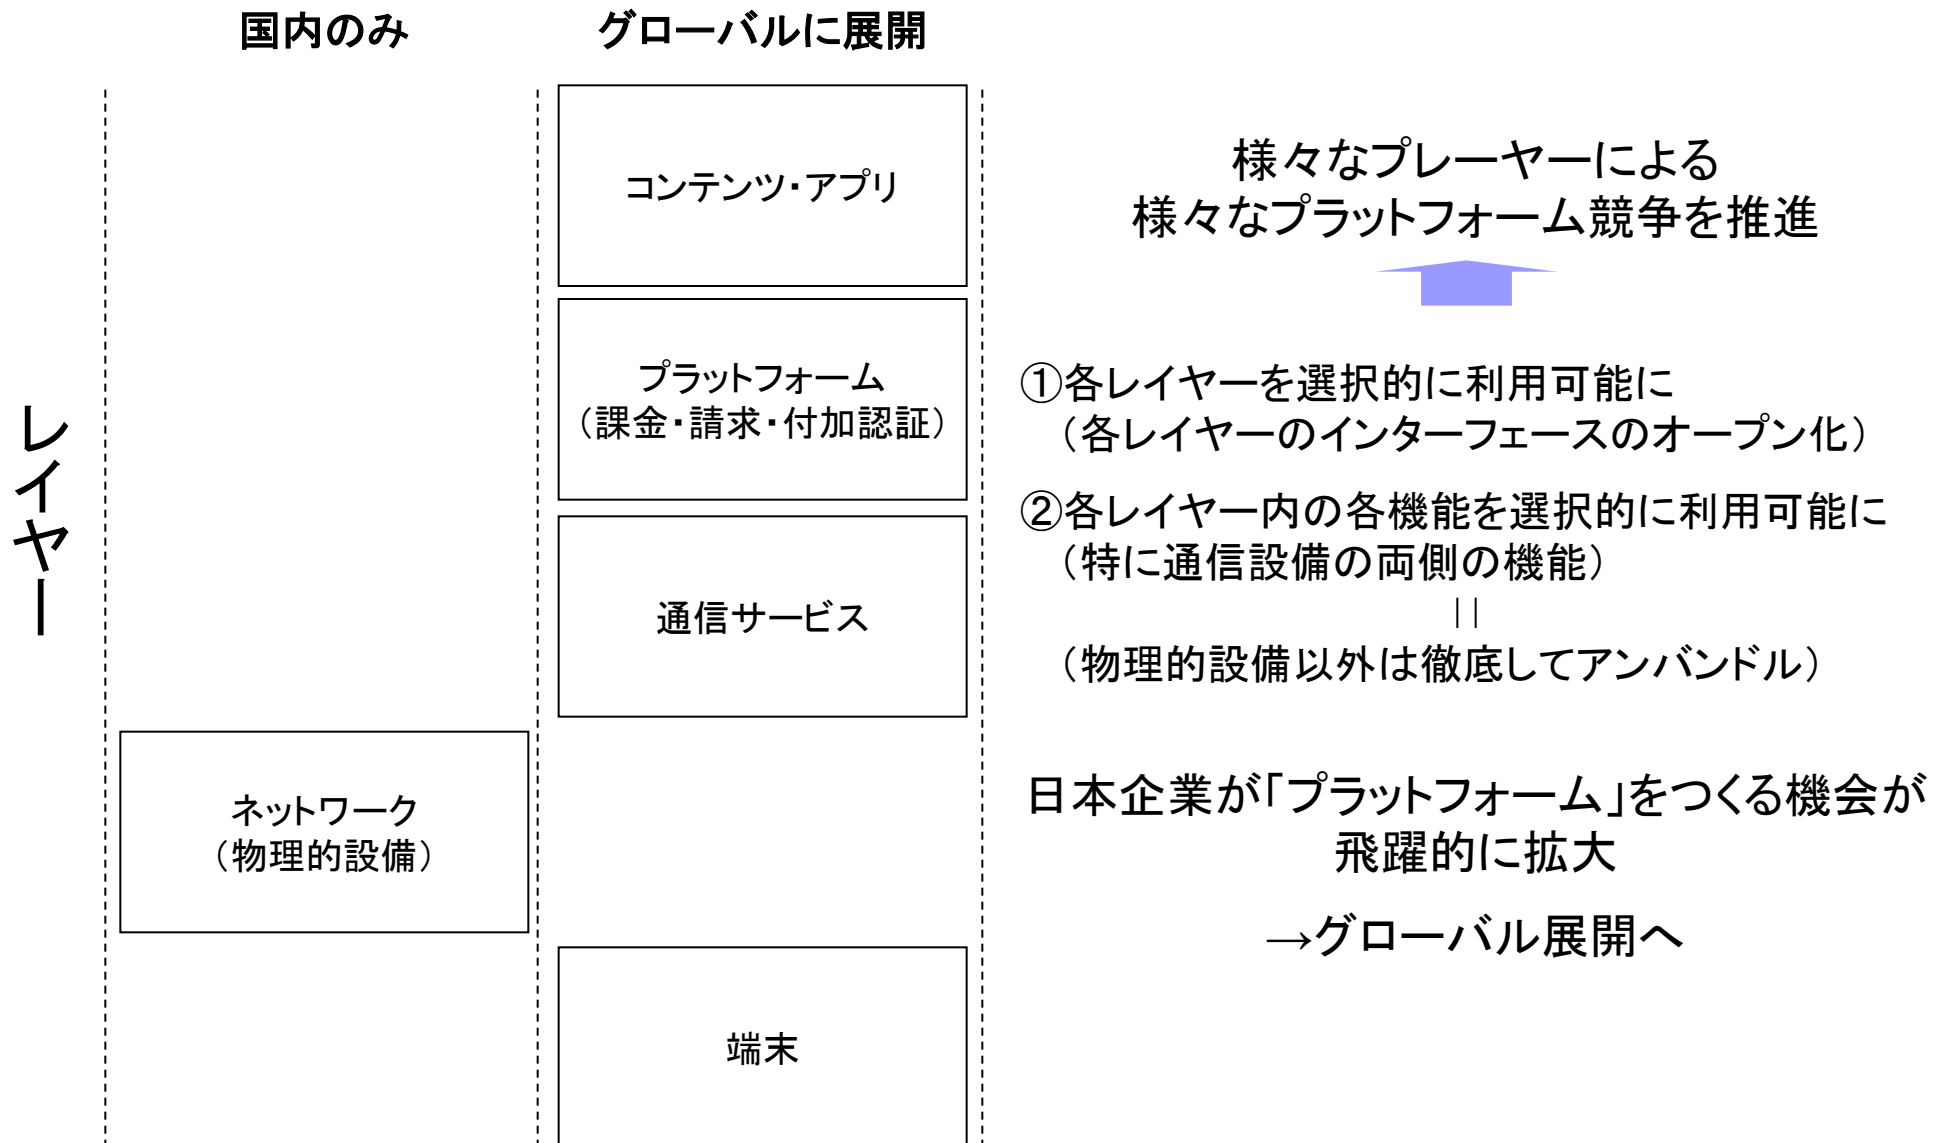 国内のみ
グローバルに展開
レイヤー
コンテンツ・アプリ
プラットフォーム
(課金・請求・付加認証)
通信サービス
ネットワーク
(物理的設備)
端末
様々なプレーヤーによる
様々なプラットフォーム競争を推進
①各レイヤーを選択的に利用可能に
(各レイヤーのインターフェースのオープン化)
②各レイヤー内の各機能を選択的に利用可能に
(特に通信設備の両側の機能)
||
(物理的設備以外は徹底してアンバンドル)
日本企業が「プラットフォーム」をつくる機会が
飛躍的に拡大
→グローバル展開へ